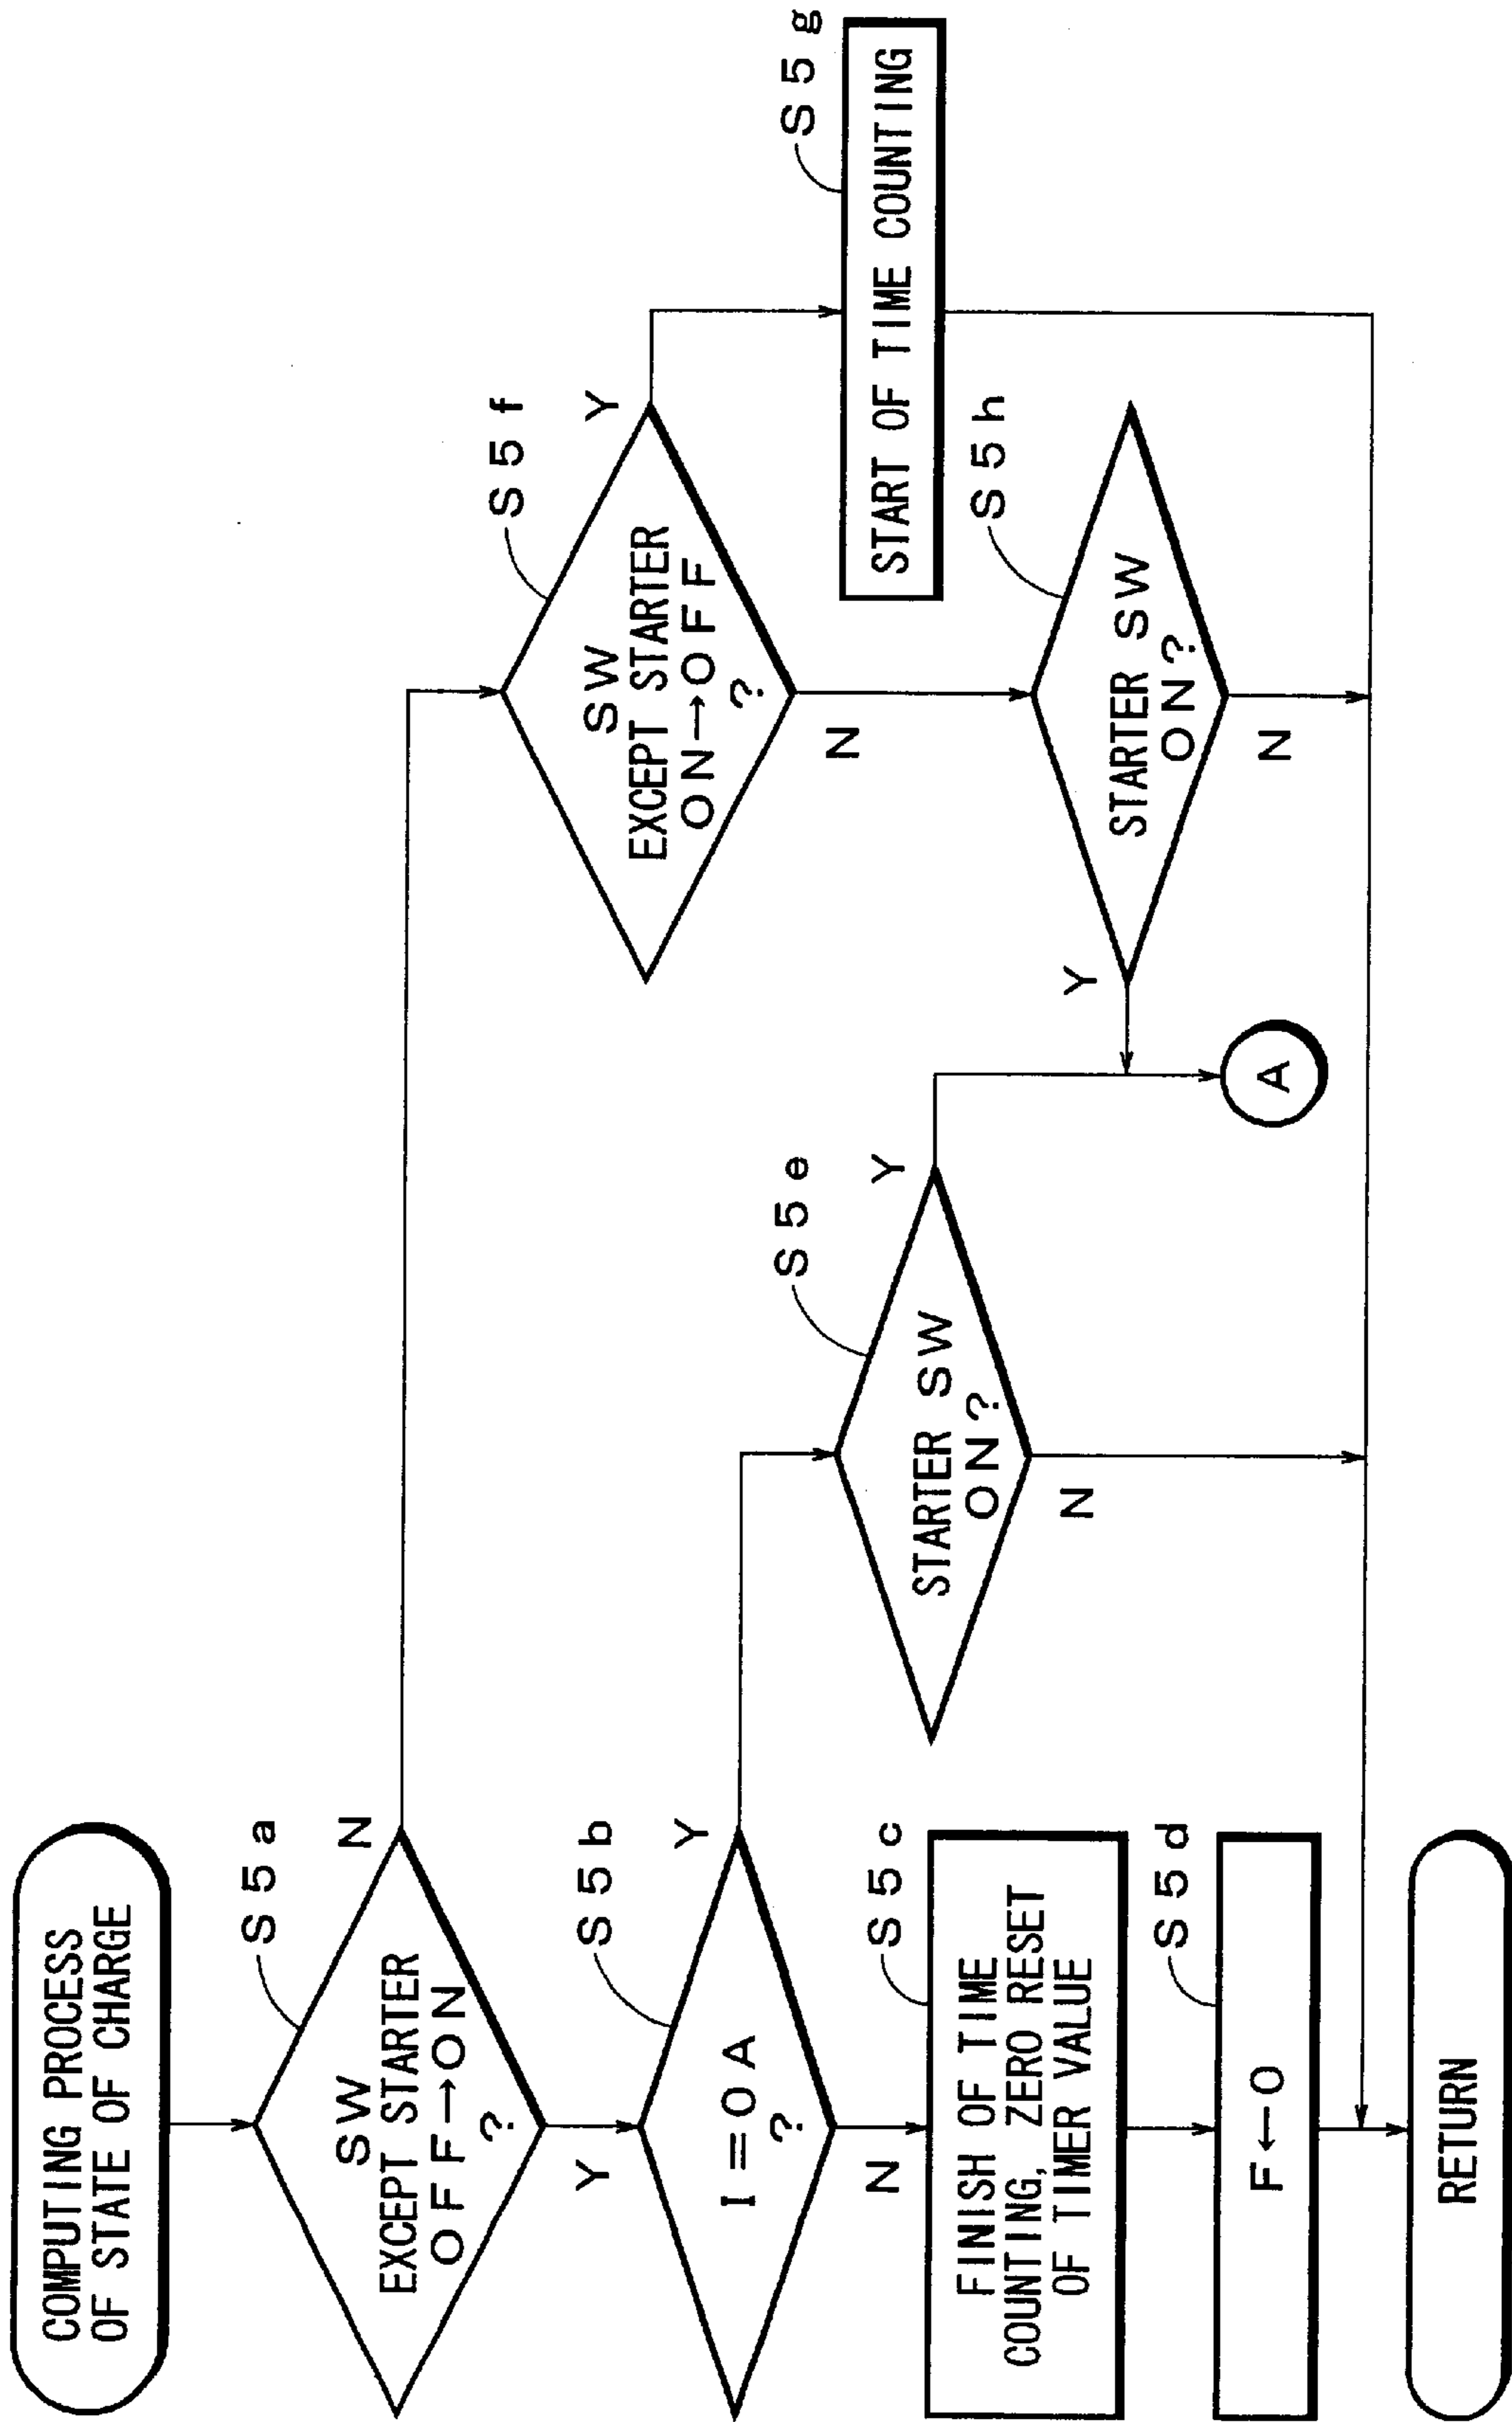 COMPUTING PROCESS
OF STATE OF CHARGE
S5a
SW
EXCEPT STARTER
OFF→ON
?
N
Y
S5b
I=0A
?
Y
N
S5c
FINISH OF TIME
COUNTING, ZERO RESET
OF TIMER VALUE
S5d
F←0
RETURN
S5e
STARTER SW
ON?
Y
N
A
S5f
SW
EXCEPT STARTER
ON→OFF
?
Y
N
S5g
START OF TIME COUNTING
S5h
STARTER SW
ON?
Y
N